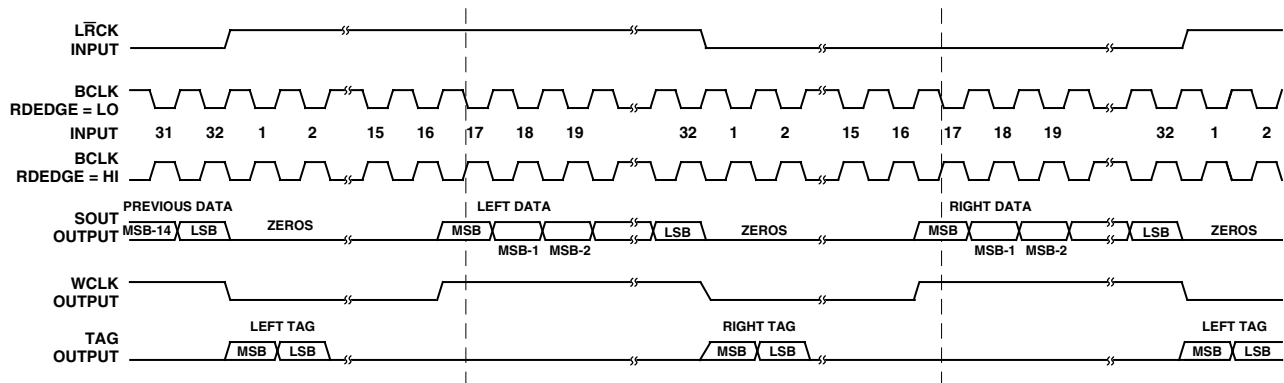 LR̅CK
INPUT
BCLK
RDEDGE = LO
INPUT 31 32 1 2 15 16 17 18 19 32 1 2 15 16 17 18 19 32 1 2
BCLK
RDEDGE = HI
PREVIOUS DATA LEFT DATA RIGHT DATA
SOUT
OUTPUT
MSB-14 LSB ZEROS MSB LSB ZEROS MSB LSB ZEROS
MSB-1 MSB-2 MSB-1 MSB-2
WCLK
OUTPUT
LEFT TAG RIGHT TAG LEFT TAG
TAG
OUTPUT
MSB LSB MSB LSB MSB LSB